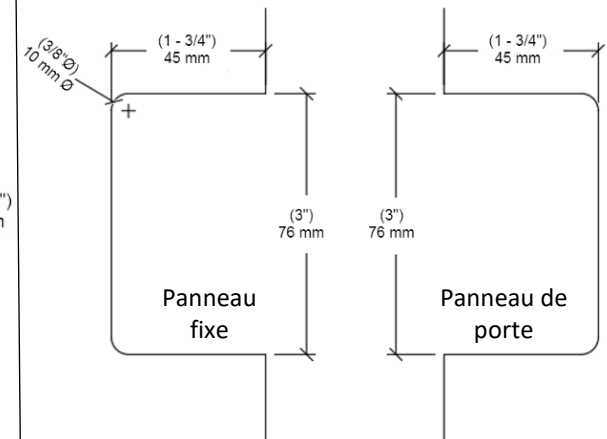 (1 - 3/4")
45 mm
(1 - 3/4")
45 mm
(3/8"Ø)
10 mm Ø
")
(3")
76 mm
(3")
76 mm
Panneau
fixe
Panneau de
porte